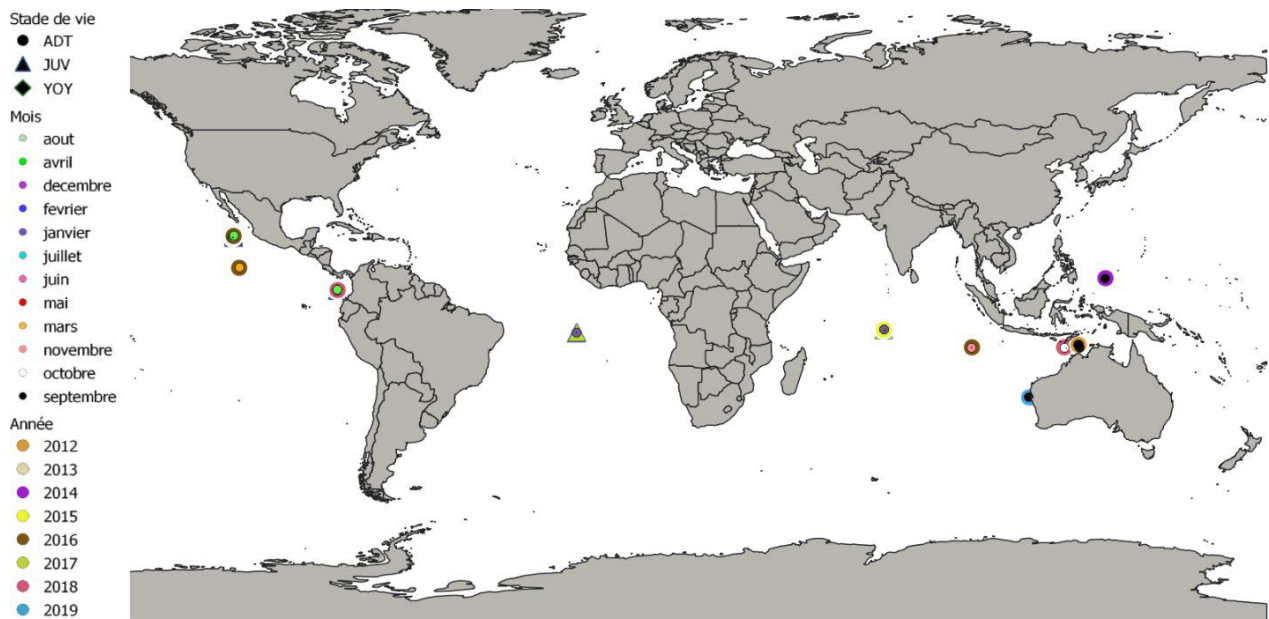 Stade de vie
ADT
JUV
YOY
Mois
aout
avril
decembre
fevrier
janvier
juillet
juin
mai
mars
novembre
octobre
septembre
Année
2012
2013
2014
2015
2016
2017
2018
2019